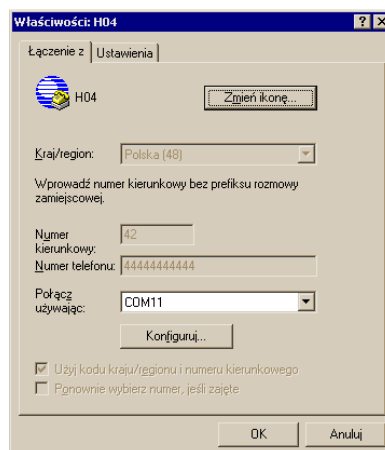 Właściwości: H04
Łączenie z Ustawienia
H04
Zmień ikonę...
Kraj/region: Polska (48)
Wprowadź numer kierunkowy bez prefiksu rozmowy
zamiejscowej.
Numer
kierunkowy: 42
Numer telefonu: 44444444444
Połącz
używając: COM11
Konfiguruj...
Użyj kodu kraju/regionu i numeru kierunkowego
Ponownie wybierz numer, jeśli zajęte
OK Anuluj